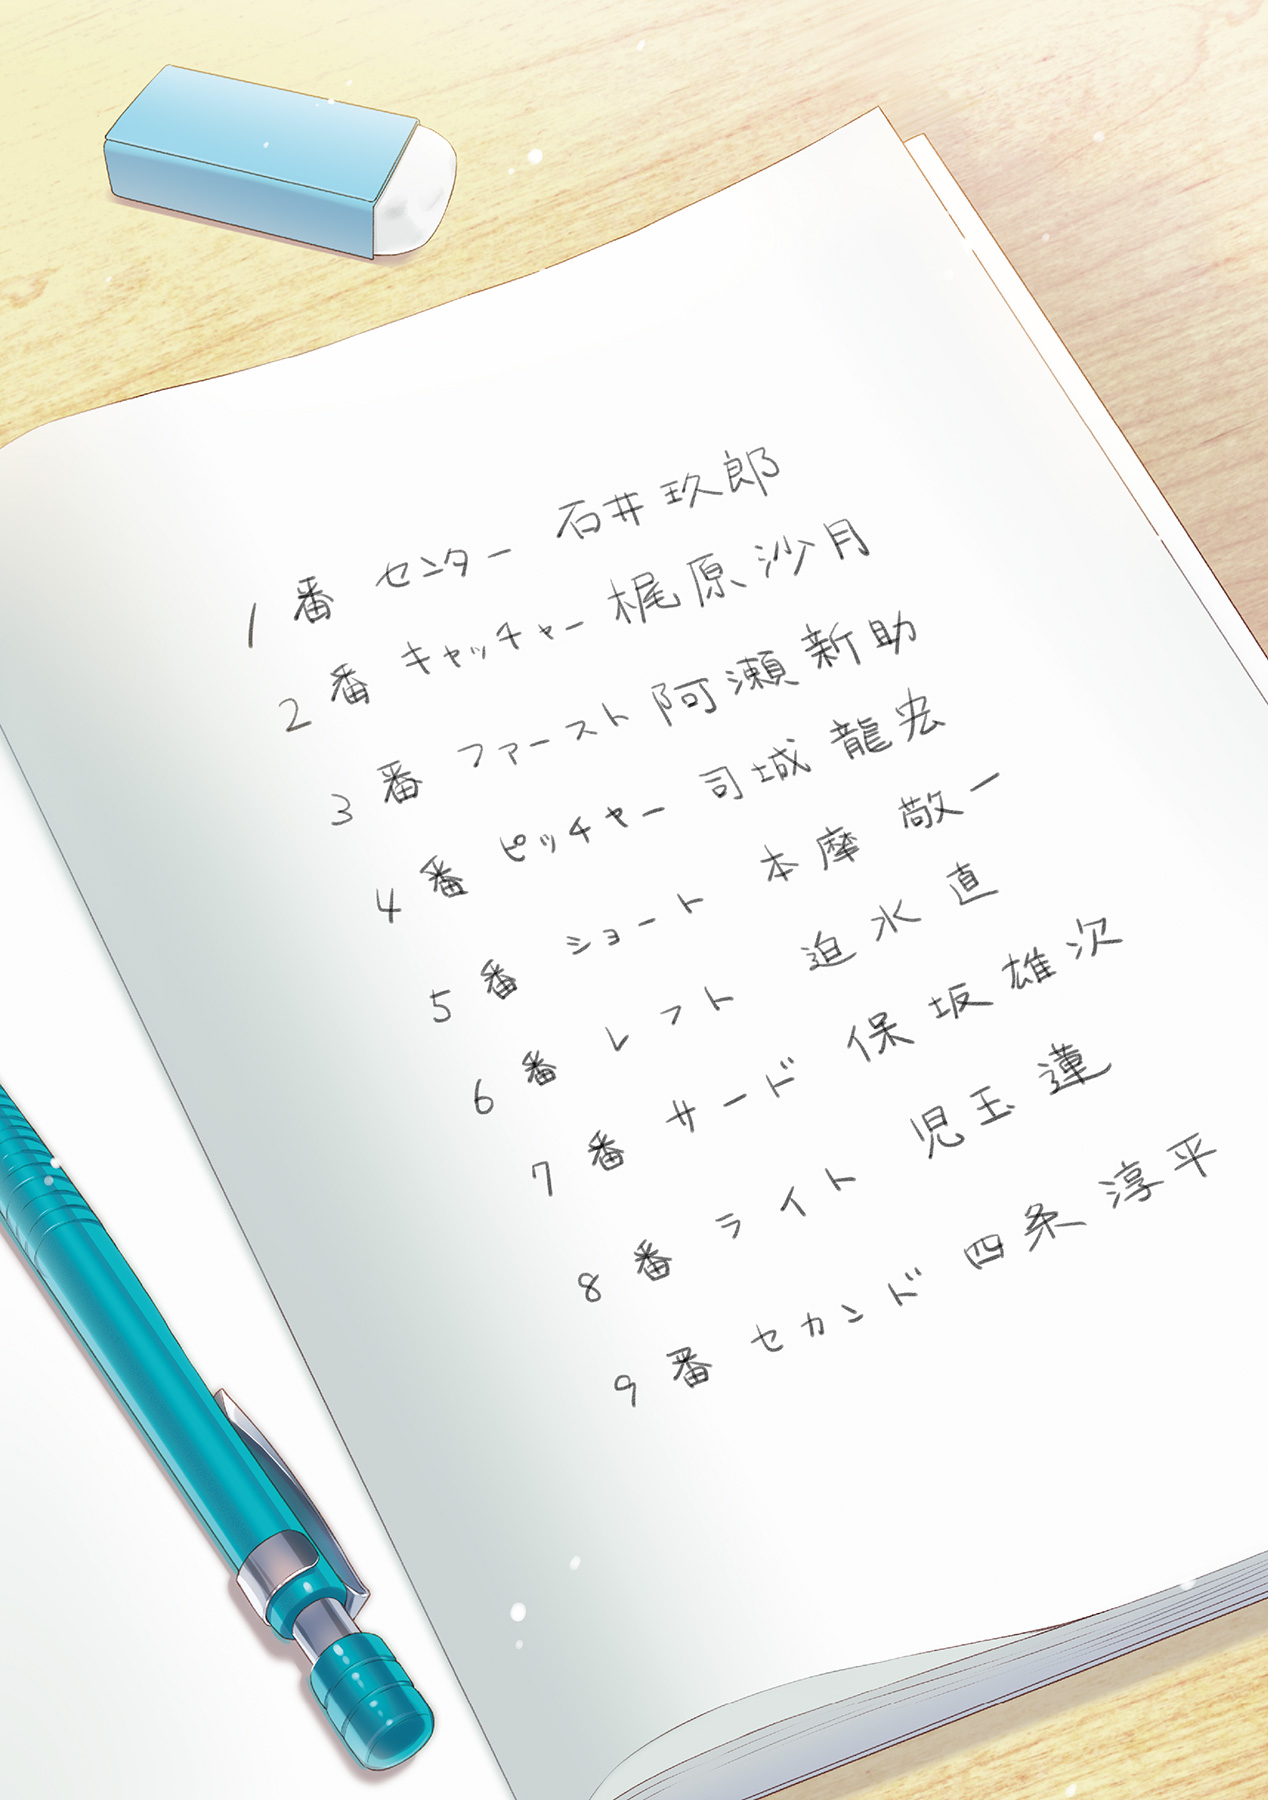 1番 センター 石井玖郎
2番 キャッチャー 梶原沙月
3番 ファースト 阿瀬新助
4番 ピッチャー 司城龍宏
5番 ショート 本摩敬一
6番 レフト 迫水直
7番 サード 保坂雄次
8番 ライト 児玉蓮
9番 セカンド 四条淳平